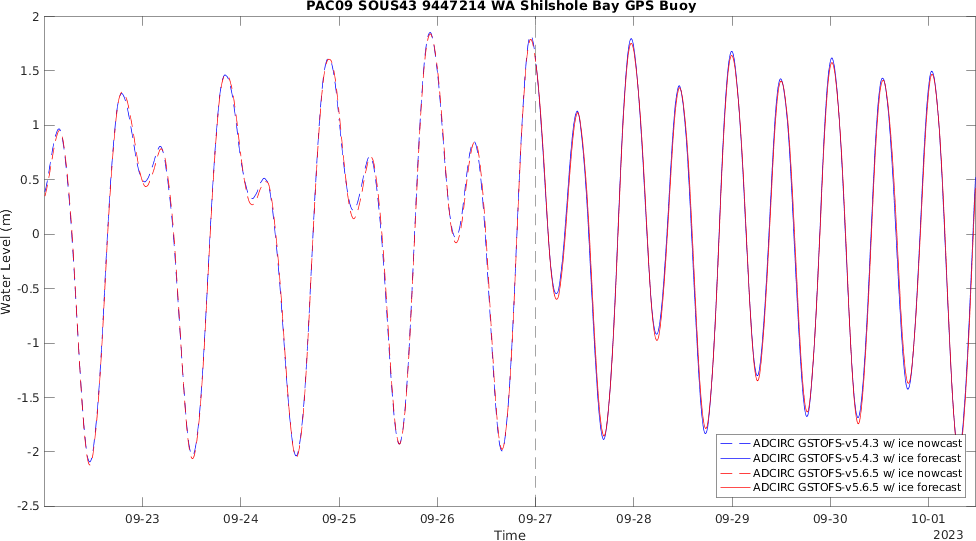 PAC09 SOUS43 9447214 WA Shilshole Bay GPS Buoy
2
1.5
1
0.5
0
-0.5
-1
-1.5
-2
-2.5
Water Level (m)
ADCIRC GSTOFS-v5.4.3 w/ ice nowcast
ADCIRC GSTOFS-v5.4.3 w/ ice forecast
ADCIRC GSTOFS-v5.6.5 w/ ice nowcast
ADCIRC GSTOFS-v5.6.5 w/ ice forecast
09-23 09-24 09-25 09-26 09-27 09-28 09-29 09-30 10-01
Time
2023